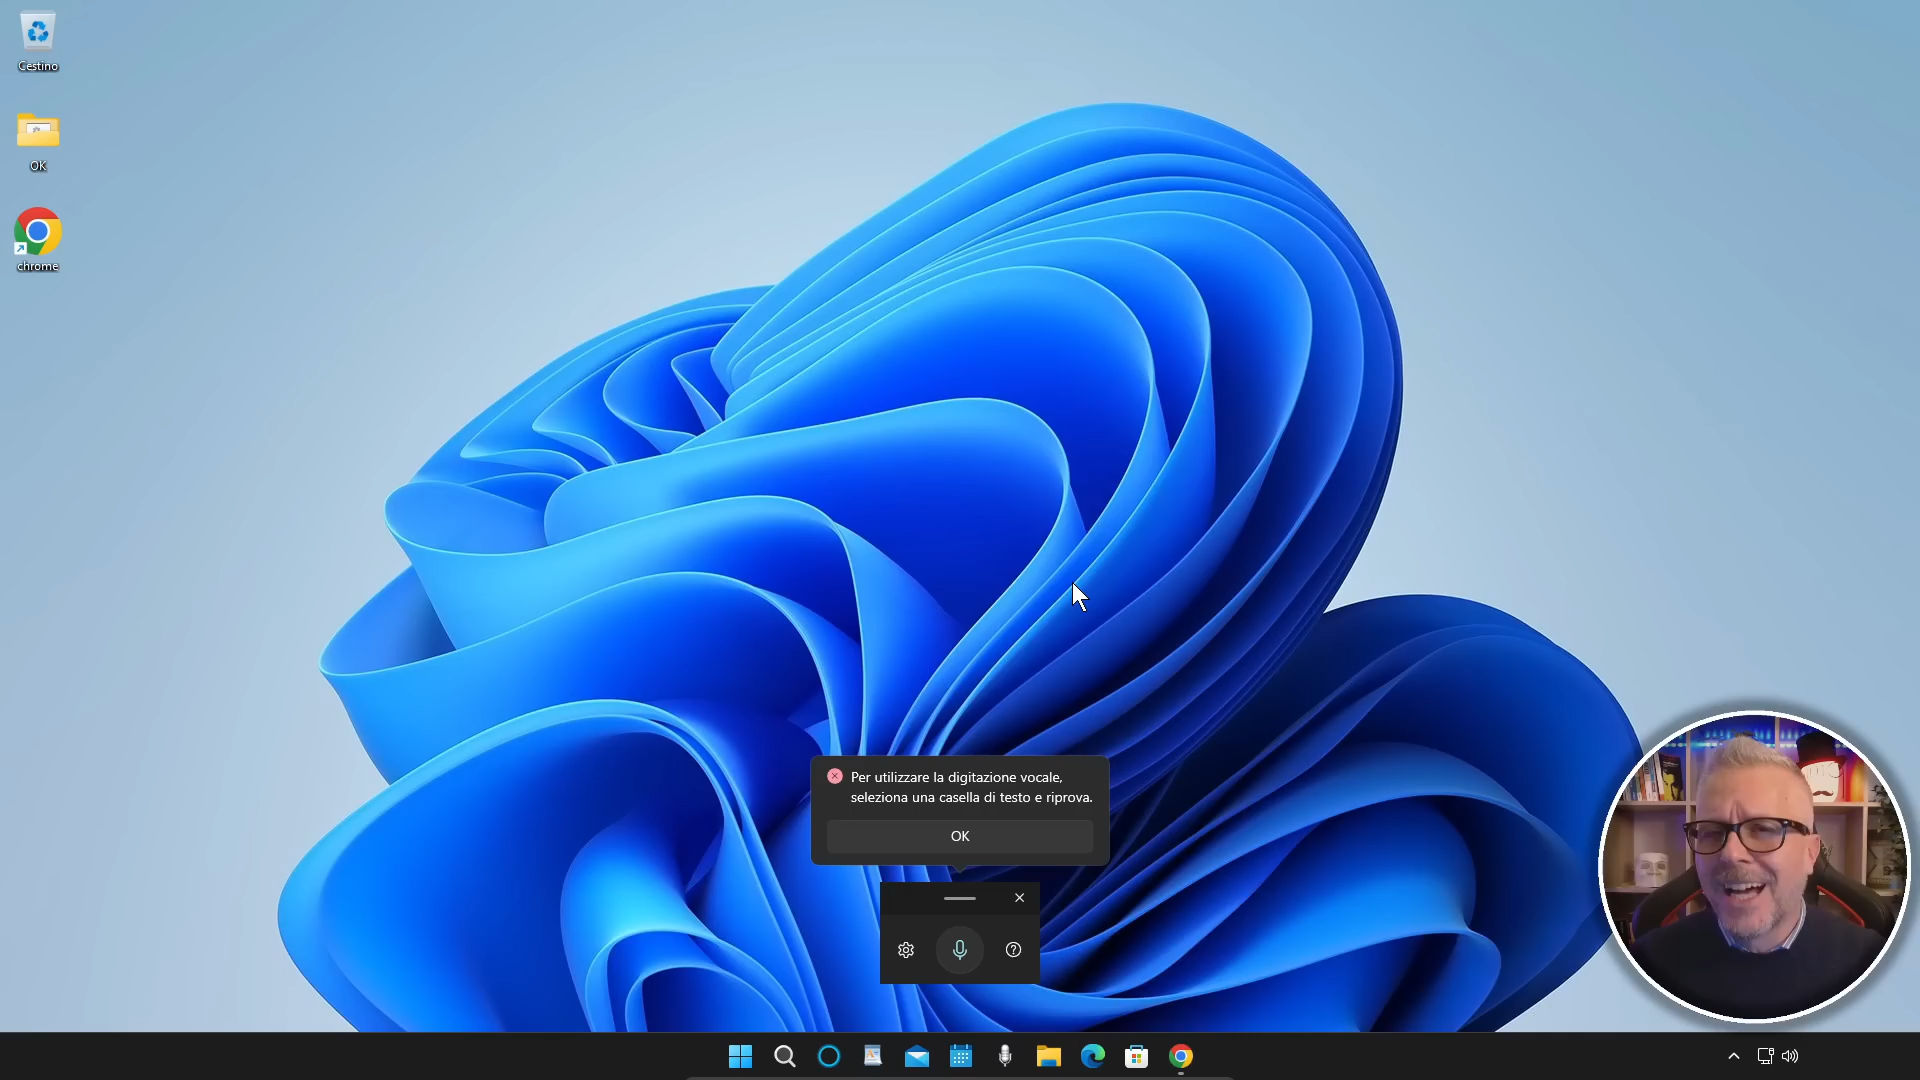 Cestino
OK
chrome
Per utilizzare la digitazione vocale,
seleziona una casella di testo e riprova.
OK